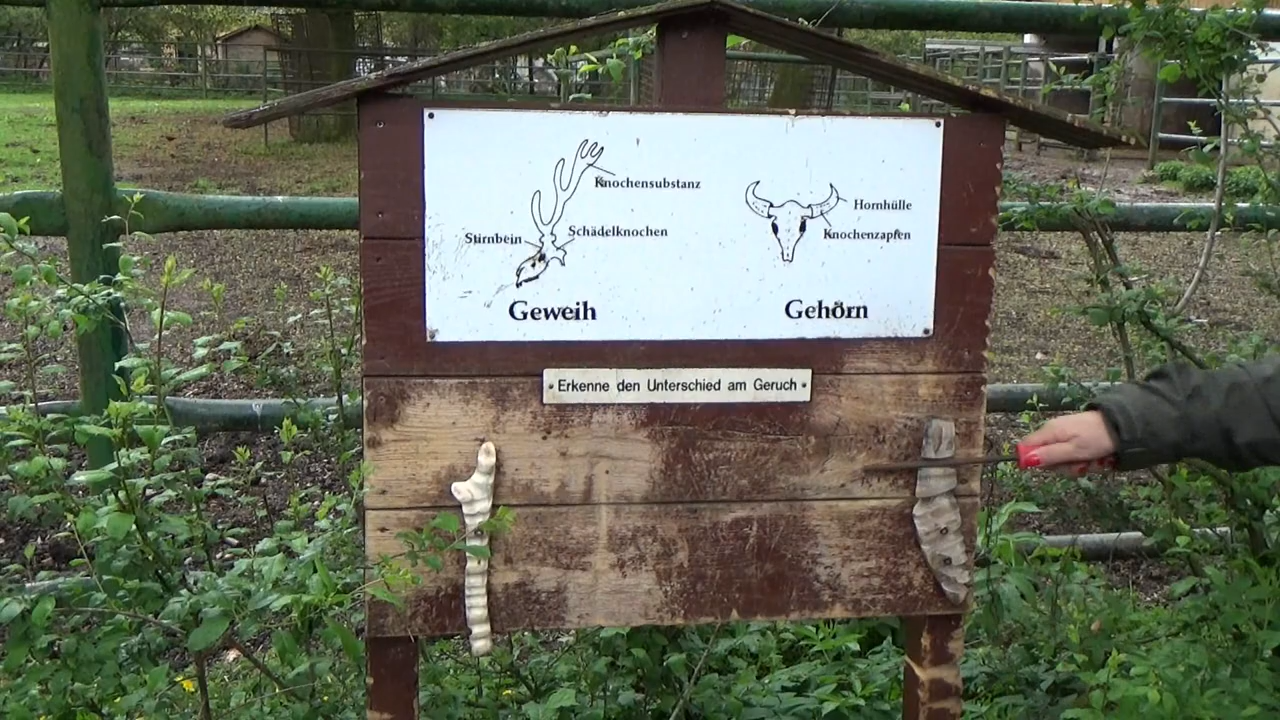 Knochensubstanz
Stirnbein
Schädelknochen
Geweih
Hornhülle
Knochenzapfen
Gehörn
Erkenne den Unterschied am Geruch